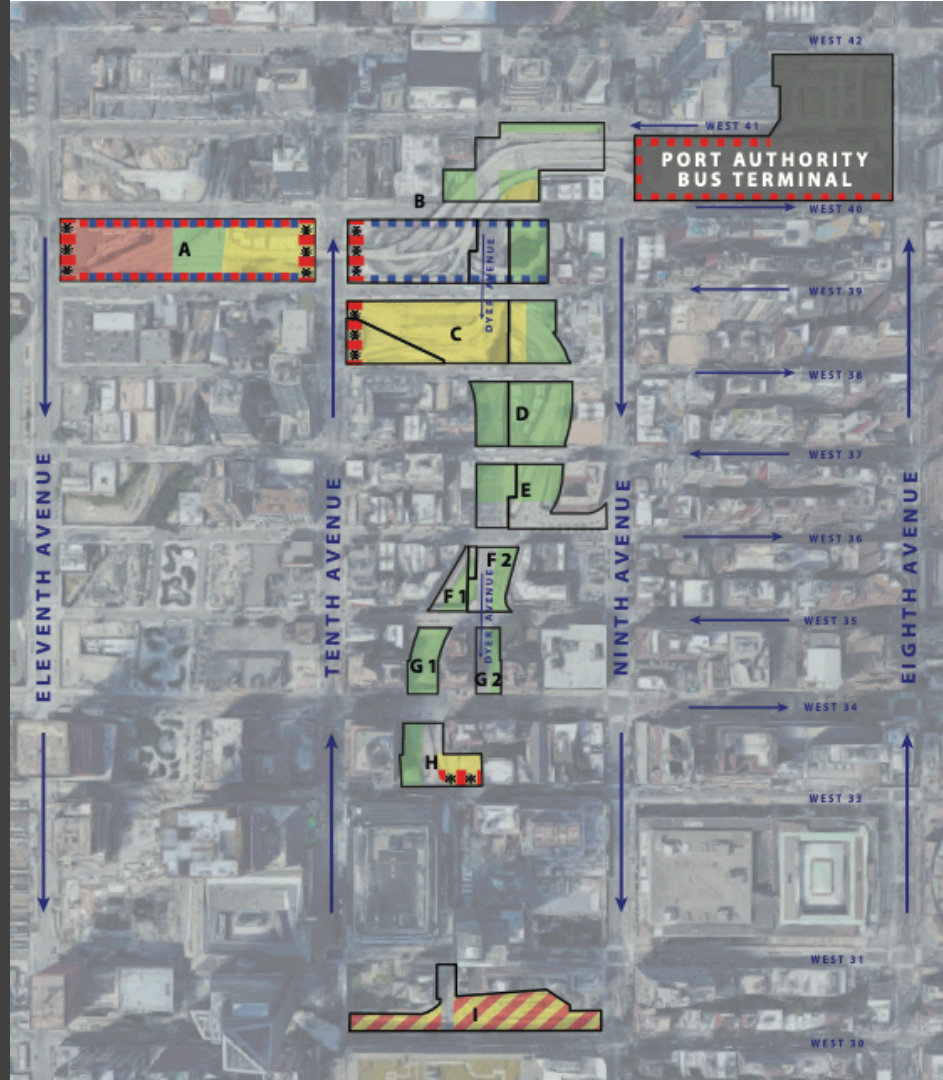 WEST 42
WEST 41
PORT AUTHORITY
BUS TERMINAL
B
WEST 40
A
DYER AVENUE
WEST 39
C
WEST 38
D
WEST 37
ELEVENTH AVENUE
TENTH AVENUE
NINTH AVENUE
EIGHTH AVENUE
E
WEST 36
F 2
F 1
DYER AVENUE
WEST 35
G 1
G 2
WEST 34
H
WEST 33
WEST 31
I
WEST 30